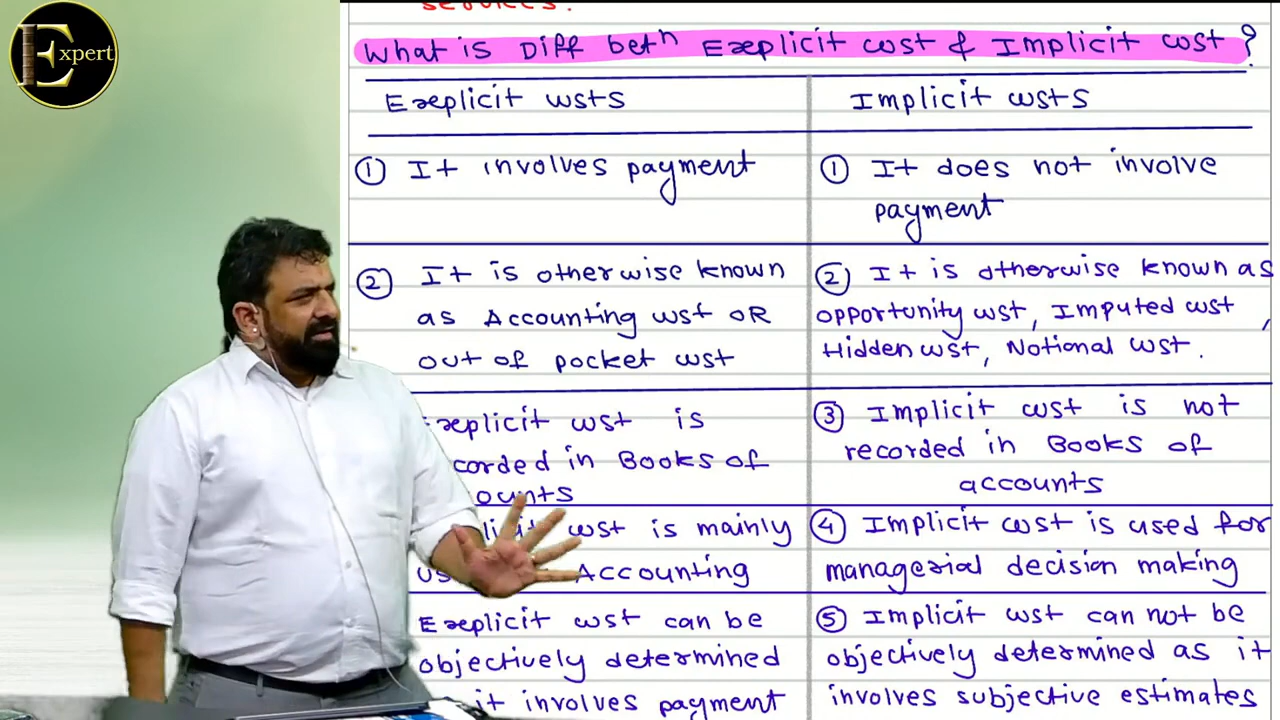 Expert
services.
What is Diff betn Explicit cost & Implicit cost ?
Explicit costs
Implicit costs
① It involves payment
① It does not involve
payment
② It is otherwise known
as Accounting cost OR
out of pocket cost
② It is otherwise known as
opportunity cost, Imputed cost,
Hidden cost, Notional cost.
cost is
in Books of
③ Implicit cost is not
recorded in Books of
accounts
cost is mainly
Accounting
④ Implicit cost is used for
managerial decision making
Explicit cost can be
objectively determined
it involves payment
⑤ Implicit cost can not be
objectively determined as it
involves subjective estimates